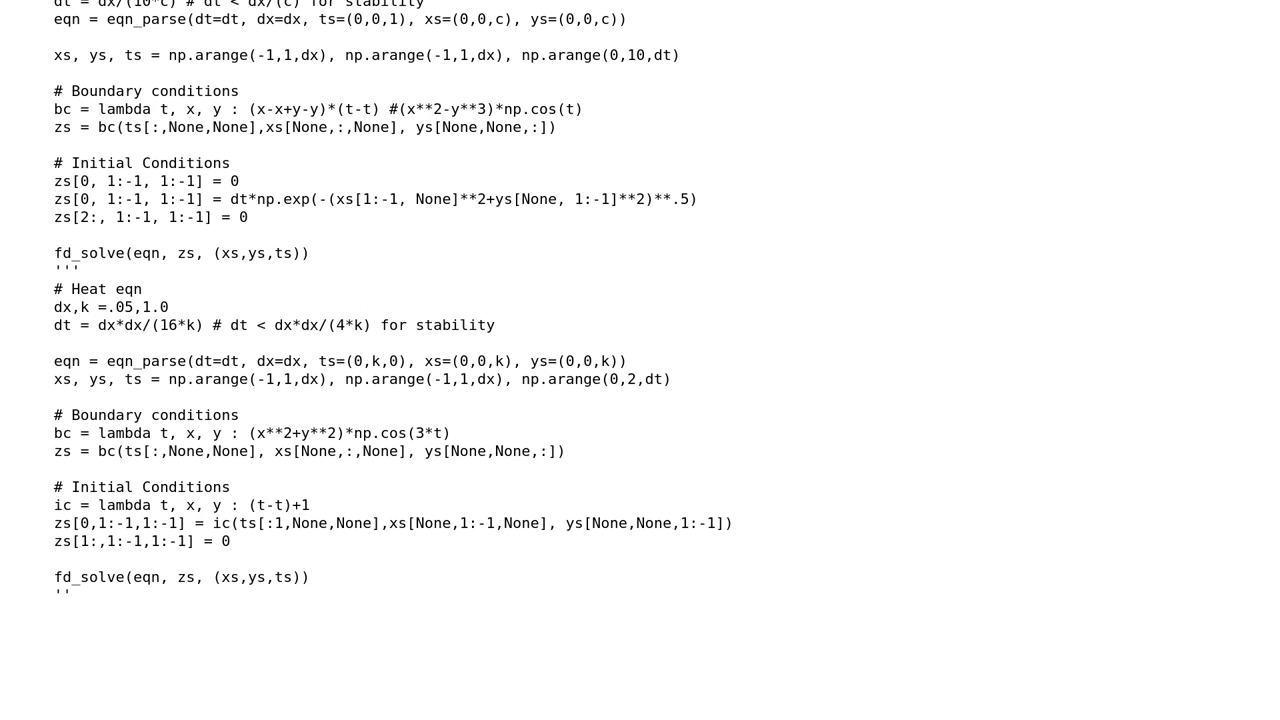 dt = dx/(10*c) # dt < dx/(c) for stability
eqn = eqn_parse(dt=dt, dx=dx, ts=(0,0,1), xs=(0,0,c), ys=(0,0,c))
xs, ys, ts = np.arange(-1,1,dx), np.arange(-1,1,dx), np.arange(0,10,dt)
# Boundary conditions
bc = lambda t, x, y : (x-x+y-y)*(t-t) #(x**2-y**3)*np.cos(t)
zs = bc(ts[:,None,None],xs[None,:,None], ys[None,None,:])
# Initial Conditions
zs[0, 1:-1, 1:-1] = 0
zs[0, 1:-1, 1:-1] = dt*np.exp(-(xs[1:-1, None]**2+ys[None, 1:-1]**2)**.5)
zs[2:, 1:-1, 1:-1] = 0
fd_solve(eqn, zs, (xs,ys,ts))
'''
# Heat eqn
dx,k =.05,1.0
dt = dx*dx/(16*k) # dt < dx*dx/(4*k) for stability
eqn = eqn_parse(dt=dt, dx=dx, ts=(0,k,0), xs=(0,0,k), ys=(0,0,k))
xs, ys, ts = np.arange(-1,1,dx), np.arange(-1,1,dx), np.arange(0,2,dt)
# Boundary conditions
bc = lambda t, x, y : (x**2+y**2)*np.cos(3*t)
zs = bc(ts[:,None,None], xs[None,:,None], ys[None,None,:])
# Initial Conditions
ic = lambda t, x, y : (t-t)+1
zs[0,1:-1,1:-1] = ic(ts[:1,None,None],xs[None,1:-1,None], ys[None,None,1:-1])
zs[1:,1:-1,1:-1] = 0
fd_solve(eqn, zs, (xs,ys,ts))
''